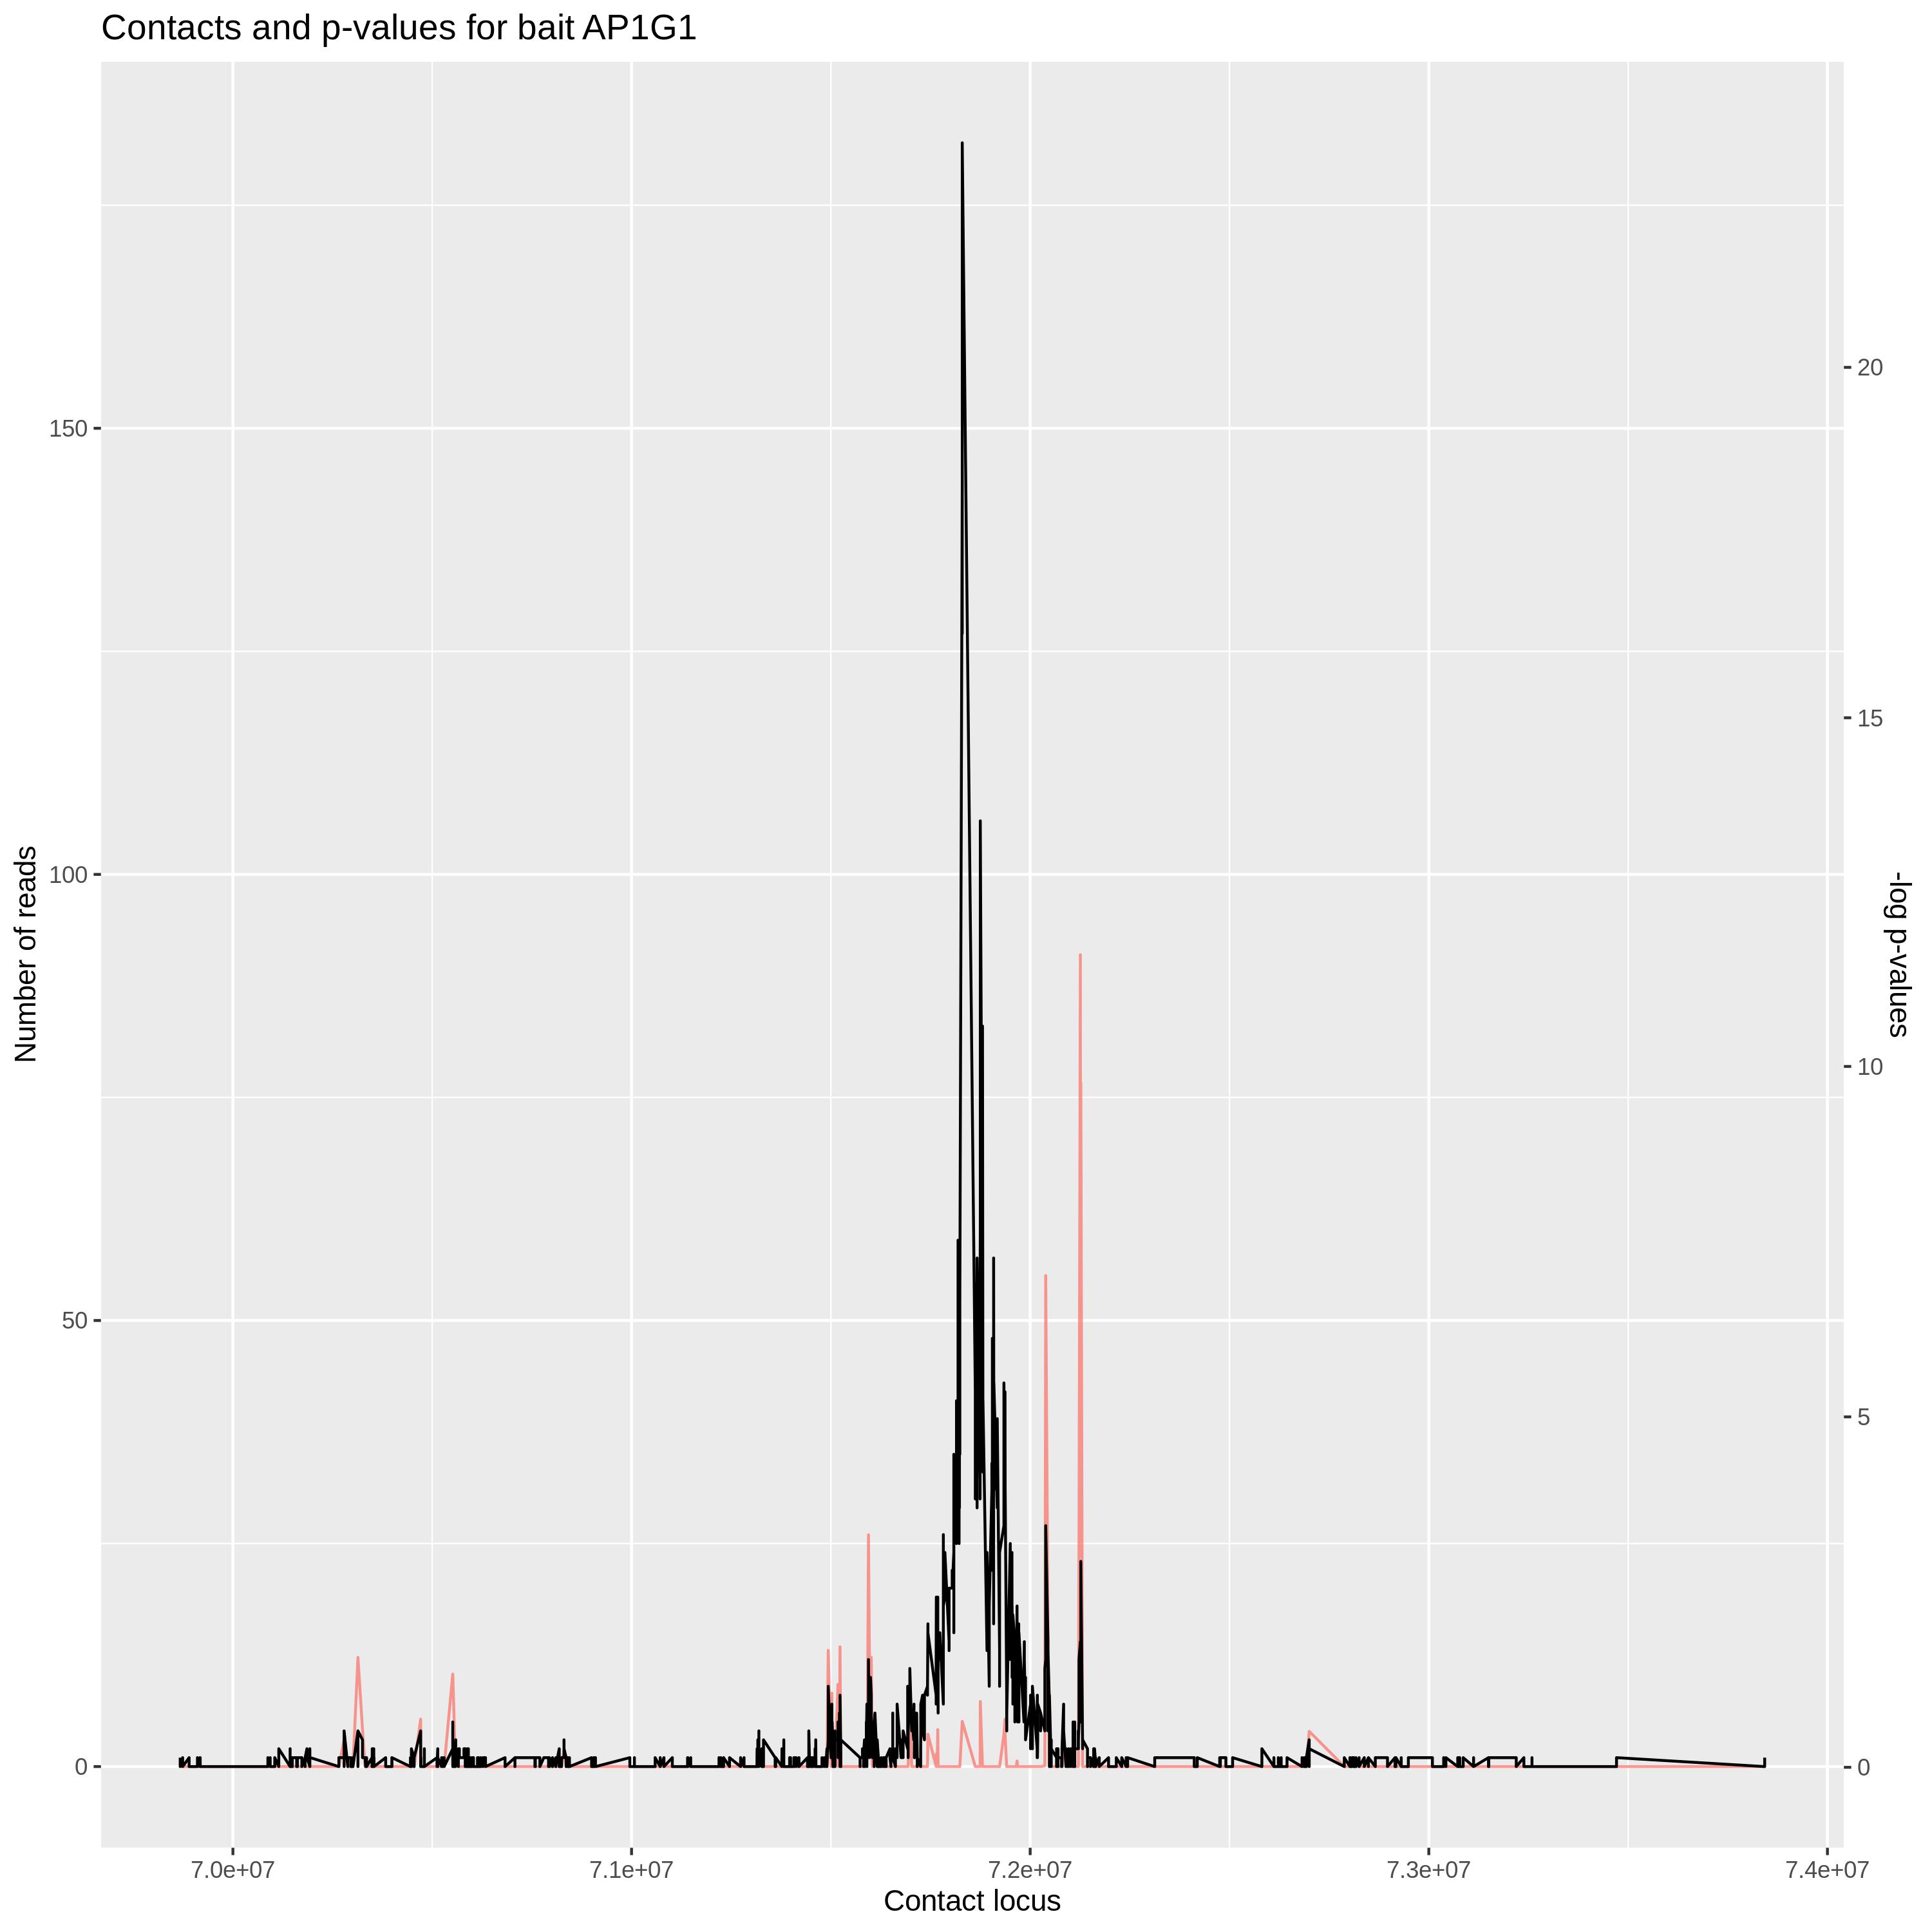 Contacts and p-values for bait AP1G1
150
100
50
0
20
15
10
5
0
Number of reads
-log p-values
7.0e+07
7.1e+07
7.2e+07
7.3e+07
7.4e+07
Contact locus